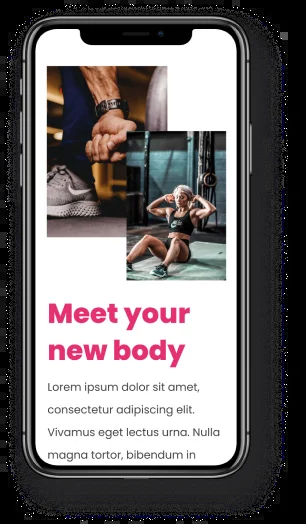 Meet your
new body
Lorem ipsum dolor sit amet,
consectetur adipiscing elit.
Vivamus eget lectus urna. Nulla
magna tortor, bibendum in